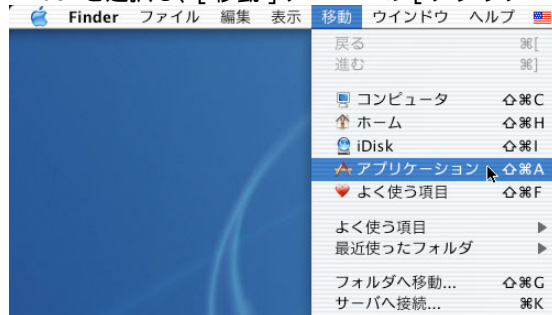 Finder ファイル 編集 表示 移動 ウインドウ ヘルプ
戻る ⌘[
進む ⌘]
コンピュータ ⇧⌘C
ホーム ⇧⌘H
iDisk ⇧⌘I
アプリケーション ⇧⌘A
よく使う項目 ⇧⌘F
よく使う項目 ▶
最近使ったフォルダ ▶
フォルダへ移動... ⇧⌘G
サーバへ接続... ⌘K